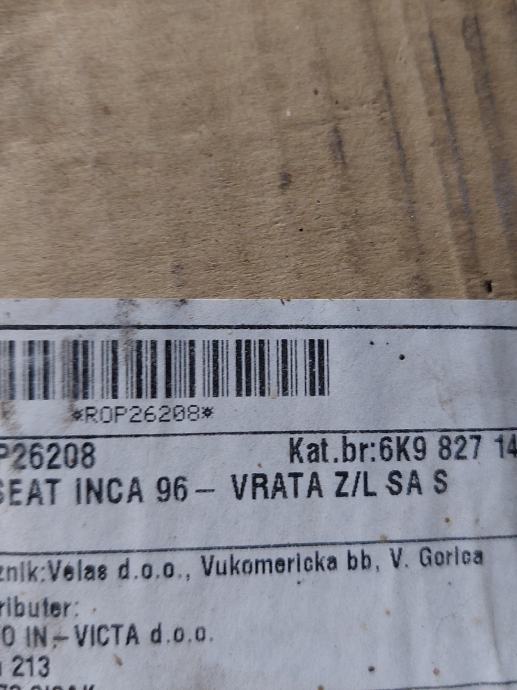 *ROP26208*
P26208 Kat.br:6K9 827 14
SEAT INCA 96- VRATA Z/L SA S
znik:Velas d.o.o., Vukomericka bb, V. Gorica
ributer:
O IN-VICTA d.o.o.
213